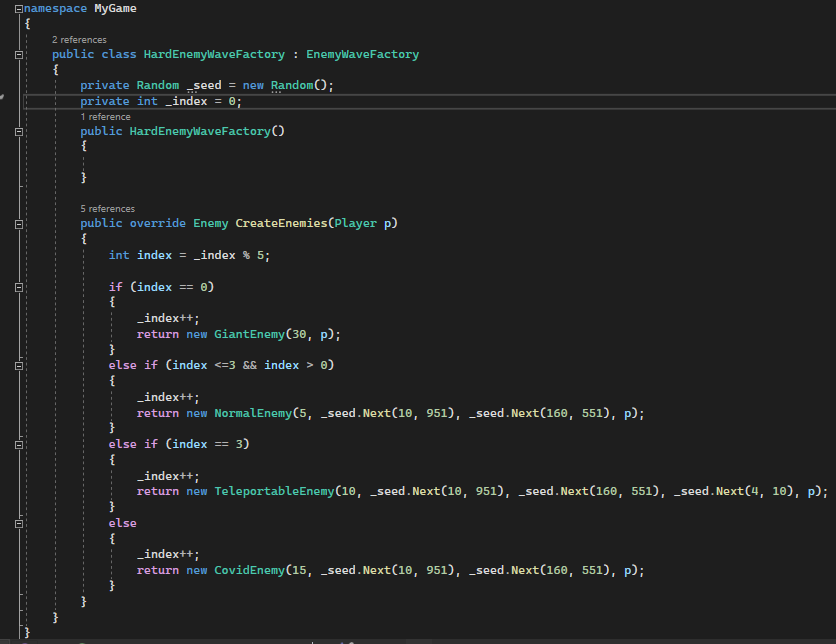 namespace MyGame
{
2 references
public class HardEnemyWaveFactory : EnemyWaveFactory
{
private Random _seed = new Random();
private int _index = 0;
1 reference
public HardEnemyWaveFactory()
{
}
5 references
public override Enemy CreateEnemies(Player p)
{
int index = _index % 5;
if (index == 0)
{
_index++;
return new GiantEnemy(30, p);
}
else if (index <=3 && index > 0)
{
_index++;
return new NormalEnemy(5, _seed.Next(10, 951), _seed.Next(160, 551), p);
}
else if (index == 3)
{
_index++;
return new TeleportableEnemy(10, _seed.Next(10, 951), _seed.Next(160, 551), _seed.Next(4, 10), p);
}
else
{
_index++;
return new CovidEnemy(15, _seed.Next(10, 951), _seed.Next(160, 551), p);
}
}
}
}